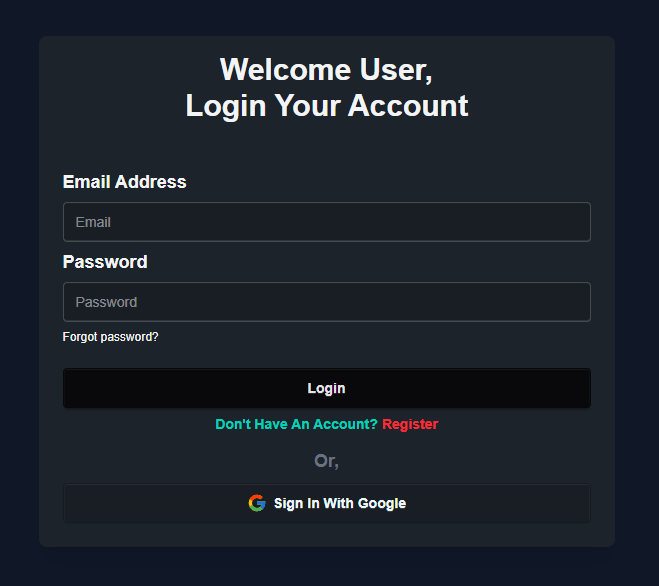 Welcome User,
Login Your Account
Email Address
Email
Password
Password
Forgot password?
Login
Don't Have An Account? Register
Or,
Sign In With Google